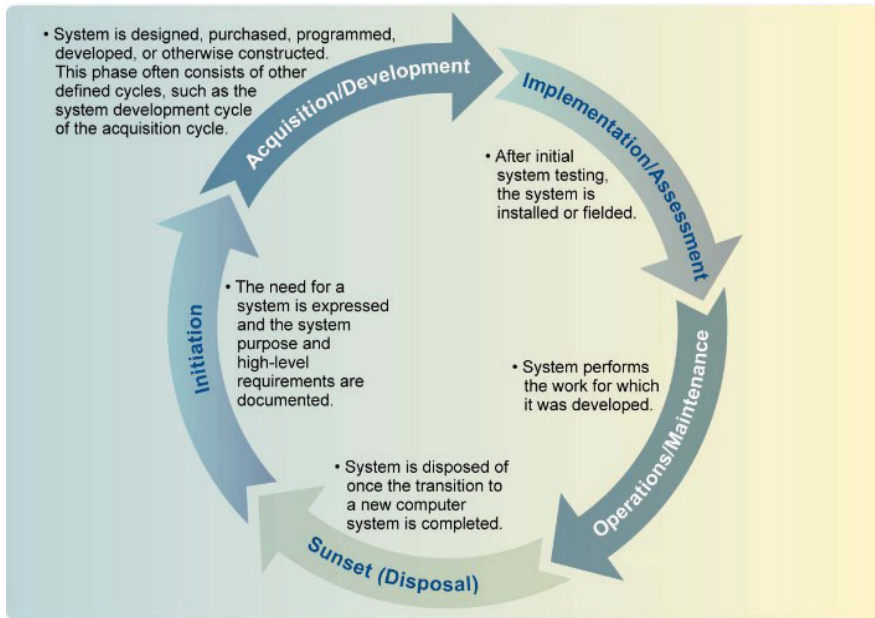 • System is designed, purchased, programmed,
developed, or otherwise constructed.
This phase often consists of other
defined cycles, such as the
system development cycle
of the acquisition cycle.
Acquisition/Development
Implementation/Assessment
• After initial
system testing,
the system is
installed or fielded.
Initiation
• The need for a
system is expressed
and the system
purpose and
high-level
requirements are
documented.
• System performs
the work for which
it was developed.
Operations/Maintenance
• System is disposed of
once the transition to
a new computer
system is completed.
Sunset (Disposal)